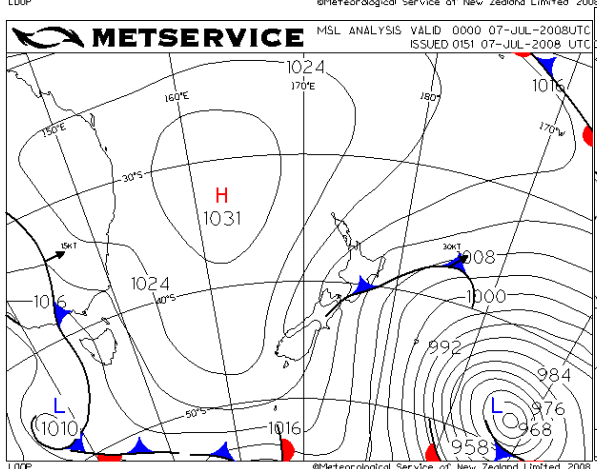 LOOP ©Meteorological Service of New Zealand Limited 2008
METSERVICE
MSL ANALYSIS VALID 0000 07-JUL-2008UTC
ISSUED 0151 07-JUL-2008 UTC
1024
1016
170°E
160°E
180°
150°E
170°W
30°S
H
1031
15KT
30KT
1008
1024
1016
40°S
1000
992
984
L
L
976
1010
50°S
1016
968
958
LOOP ©Meteorological Service of New Zealand Limited 2008